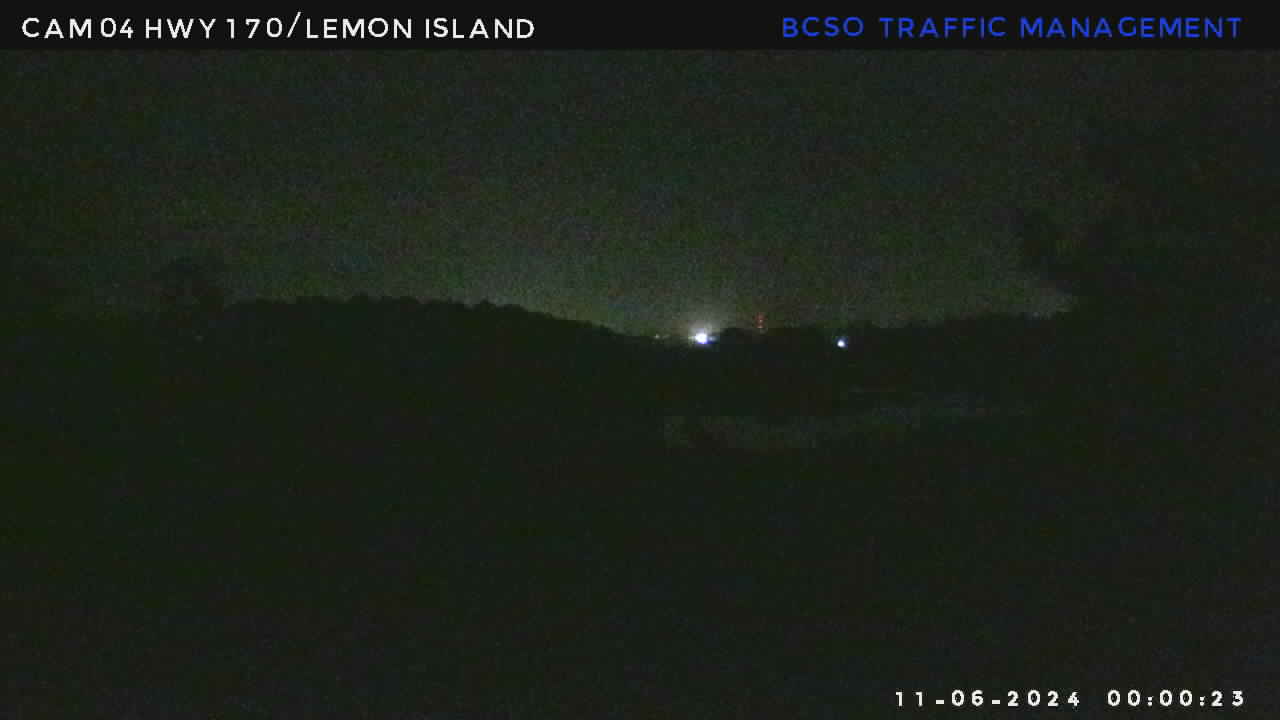 CAM 04 HWY 170/LEMON ISLAND
BCSO TRAFFIC MANAGEMENT
11-06-2024 00:00:23